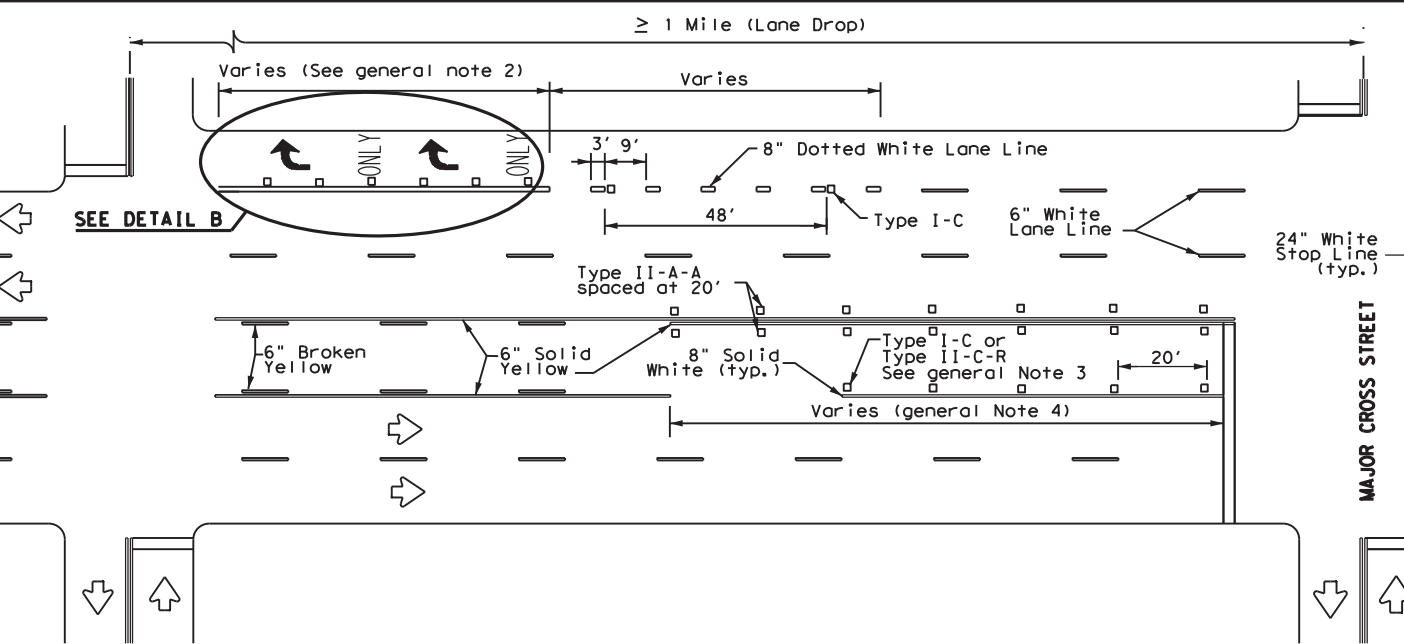 ≥ 1 Mile (Lane Drop)
Varies (See general note 2)
Varies
ONLY
ONLY
3' 9'
8" Dotted White Lane Line
SEE DETAIL B
48'
Type I-C
6" White
Lane Line
24" White
Stop Line
(typ.)
Type II-A-A
spaced at 20'
6" Broken
Yellow
6" Solid
Yellow
8" Solid
White (typ.)
Type I-C or
Type II-C-R
See general Note 3
20'
Varies (general Note 4)
MAJOR CROSS STREET